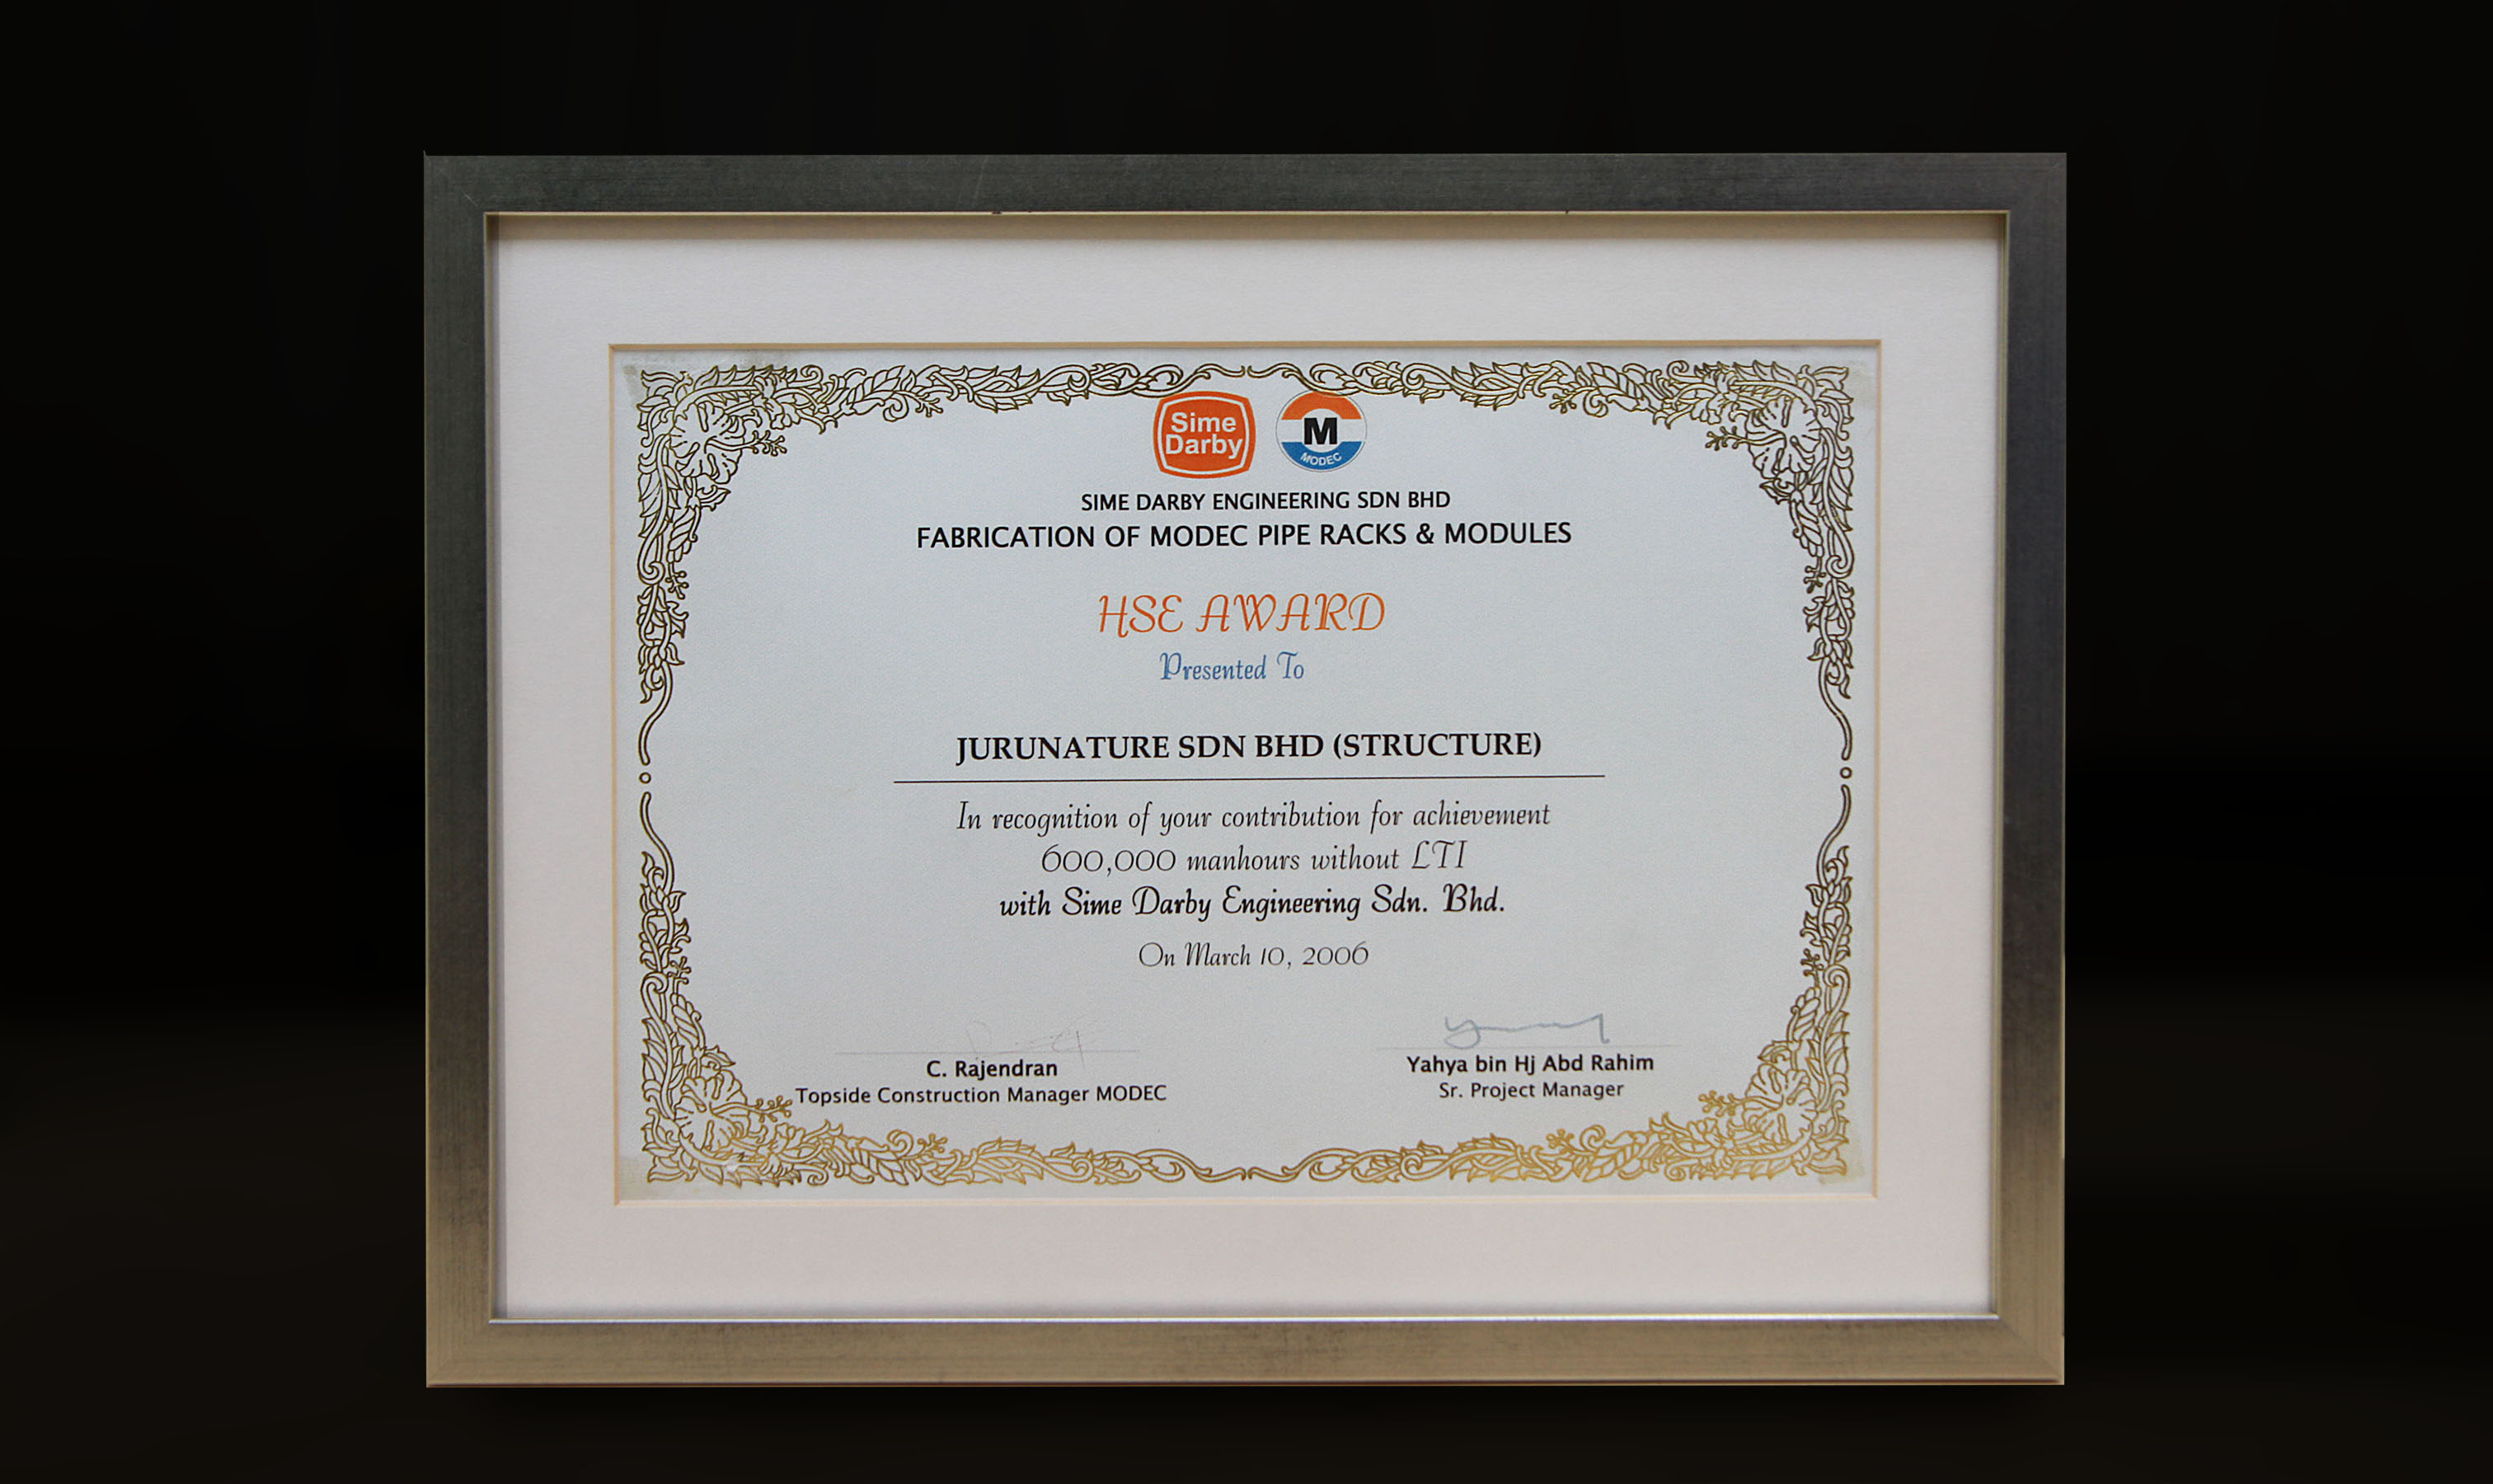 Sime
Darby
M
MODEC
SIME DARBY ENGINEERING SDN BHD
FABRICATION OF MODEC PIPE RACKS & MODULES
HSE AWARD
Presented To
JURUNATURE SDN BHD (STRUCTURE)
In recognition of your contribution for achievement
600,000 manhours without LTI
with Sime Darby Engineering Sdn. Bhd.
On March 10, 2006
C. Rajendran
Topside Construction Manager MODEC
Yahya bin Hj Abd Rahim
Sr. Project Manager